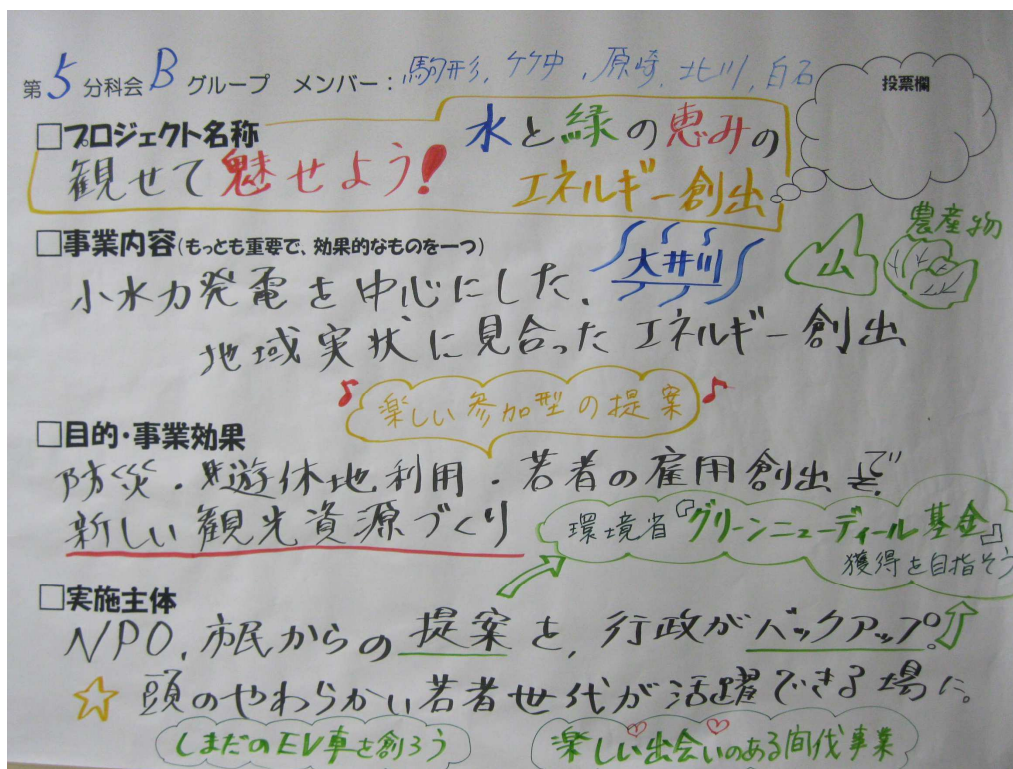 第5分科会 B グループ メンバー：駒形, 竹中, 原崎, 北川, 白石
投票欄
□プロジェクト名称
観せて魅せよう！
水と緑の恵みの
エネルギー創出
□事業内容（もっとも重要で、効果的なものを一つ）
大井川
山
農産物
小水力発電を中心にした、
地域実状に見合ったエネルギー創出
♪楽しい参加型の提案♪
□目的・事業効果
防災・遊休地利用・若者の雇用創出で
新しい観光資源づくり
環境省『グリーンニューディール基金』
獲得を目指そう
□実施主体
NPO, 市民からの提案を, 行政がバックアップ!
☆頭のやわらかい若者世代が活躍できる場に。
しまだのEV車を創ろう
楽しい出会いのある間伐事業